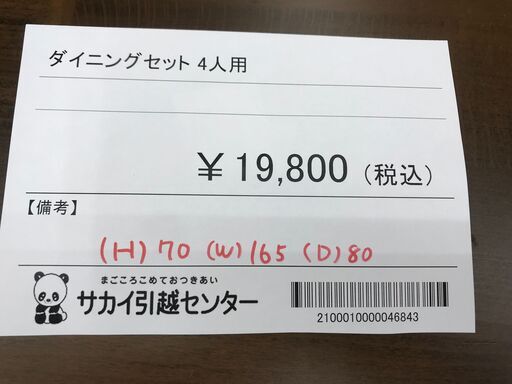 ダイニングセット 4人用
¥19,800（税込）
【備考】
(H)70 (W)165 (D)80
まごころこめておつきあい
サカイ引越センター
2100010000046843